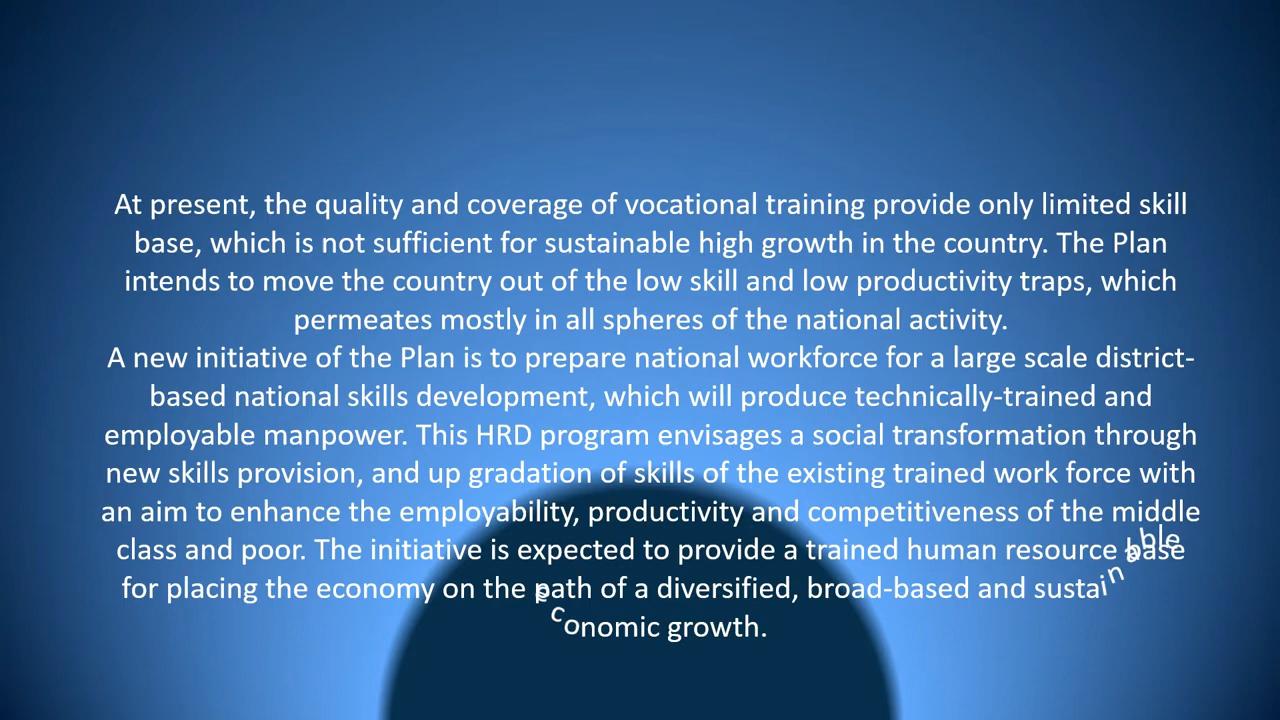 At present, the quality and coverage of vocational training provide only limited skill
base, which is not sufficient for sustainable high growth in the country. The Plan
intends to move the country out of the low skill and low productivity traps, which
permeates mostly in all spheres of the national activity.
A new initiative of the Plan is to prepare national workforce for a large scale district-
based national skills development, which will produce technically-trained and
employable manpower. This HRD program envisages a social transformation through
new skills provision, and up gradation of skills of the existing trained work force with
an aim to enhance the employability, productivity and competitiveness of the middle
class and poor. The initiative is expected to provide a trained human resource base
for placing the economy on the path of a diversified, broad-based and sustainable
economic growth.